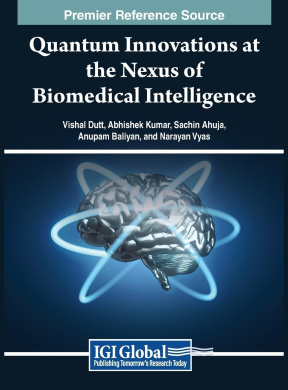 Premier Reference Source
Quantum Innovations at
the Nexus of
Biomedical Intelligence
Vishal Dutt, Abhishek Kumar, Sachin Ahuja,
Anupam Baliyan, and Narayan Vyas
IGI Global
Publishing Tomorrow's Research Today